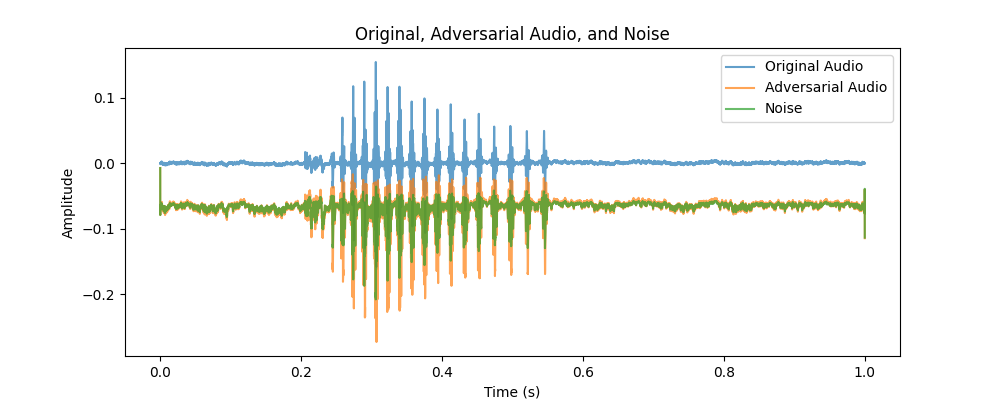 Original, Adversarial Audio, and Noise
Original Audio
Adversarial Audio
Noise
0.1
0.0
−0.1
−0.2
Amplitude
0.0 0.2 0.4 0.6 0.8 1.0
Time (s)